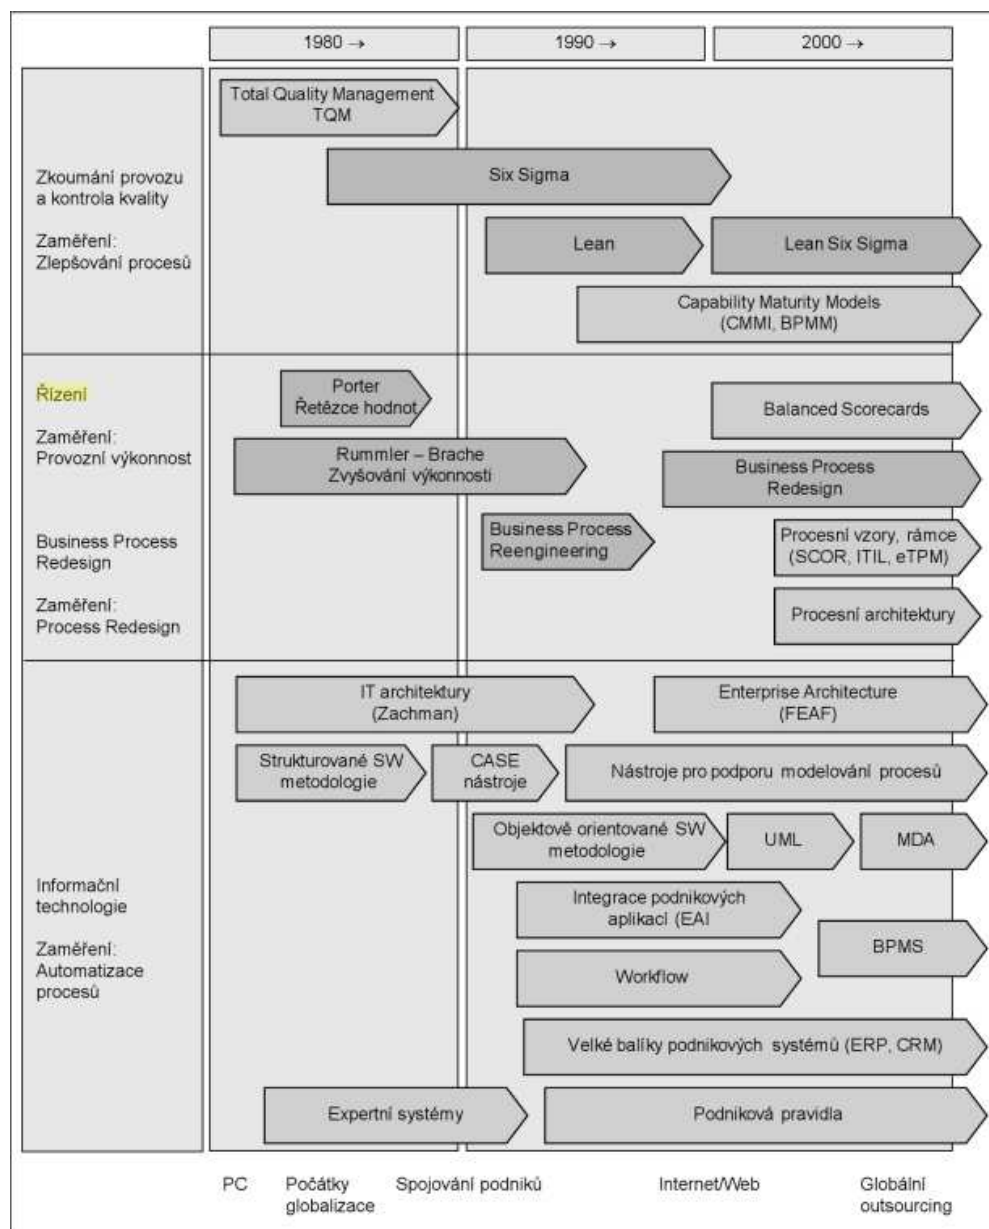 1980 →
1990 →
2000 →
Zkoumání provozu
a kontrola kvality
Zaměření:
Zlepšování procesů
Total Quality Management
TQM
Six Sigma
Lean
Lean Six Sigma
Capability Maturity Models
(CMMI, BPMM)
Řízení
Zaměření:
Provozní výkonnost
Business Process
Redesign
Zaměření:
Process Redesign
Porter
Řetězce hodnot
Balanced Scorecards
Rummler – Brache
Zvyšování výkonnosti
Business Process
Redesign
Business Process
Reengineering
Procesní vzory, rámce
(SCOR, ITIL, eTPM)
Procesní architektury
Informační
technologie
Zaměření:
Automatizace
procesů
IT architektury
(Zachman)
Enterprise Architecture
(FEAF)
Strukturované SW
metodologie
CASE
nástroje
Nástroje pro podporu modelování procesů
Objektově orientované SW
metodologie
UML
MDA
Integrace podnikových
aplikací (EAI
BPMS
Workflow
Velké balíky podnikových systémů (ERP, CRM)
Expertní systémy
Podniková pravidla
PC
Počátky
globalizace
Spojování podniků
Internet/Web
Globální
outsourcing